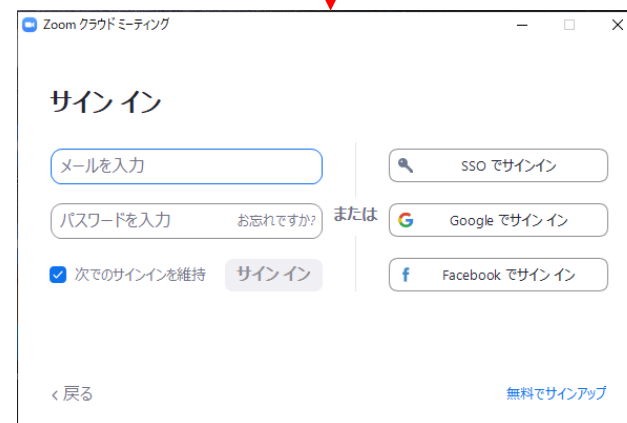 Zoom クラウド ミーティング
サイン イン
メールを入力
パスワードを入力 お忘れですか?
次でのサインインを維持 サイン イン
または
SSO でサインイン
Google でサイン イン
Facebook でサイン イン
戻る
無料でサインアップ